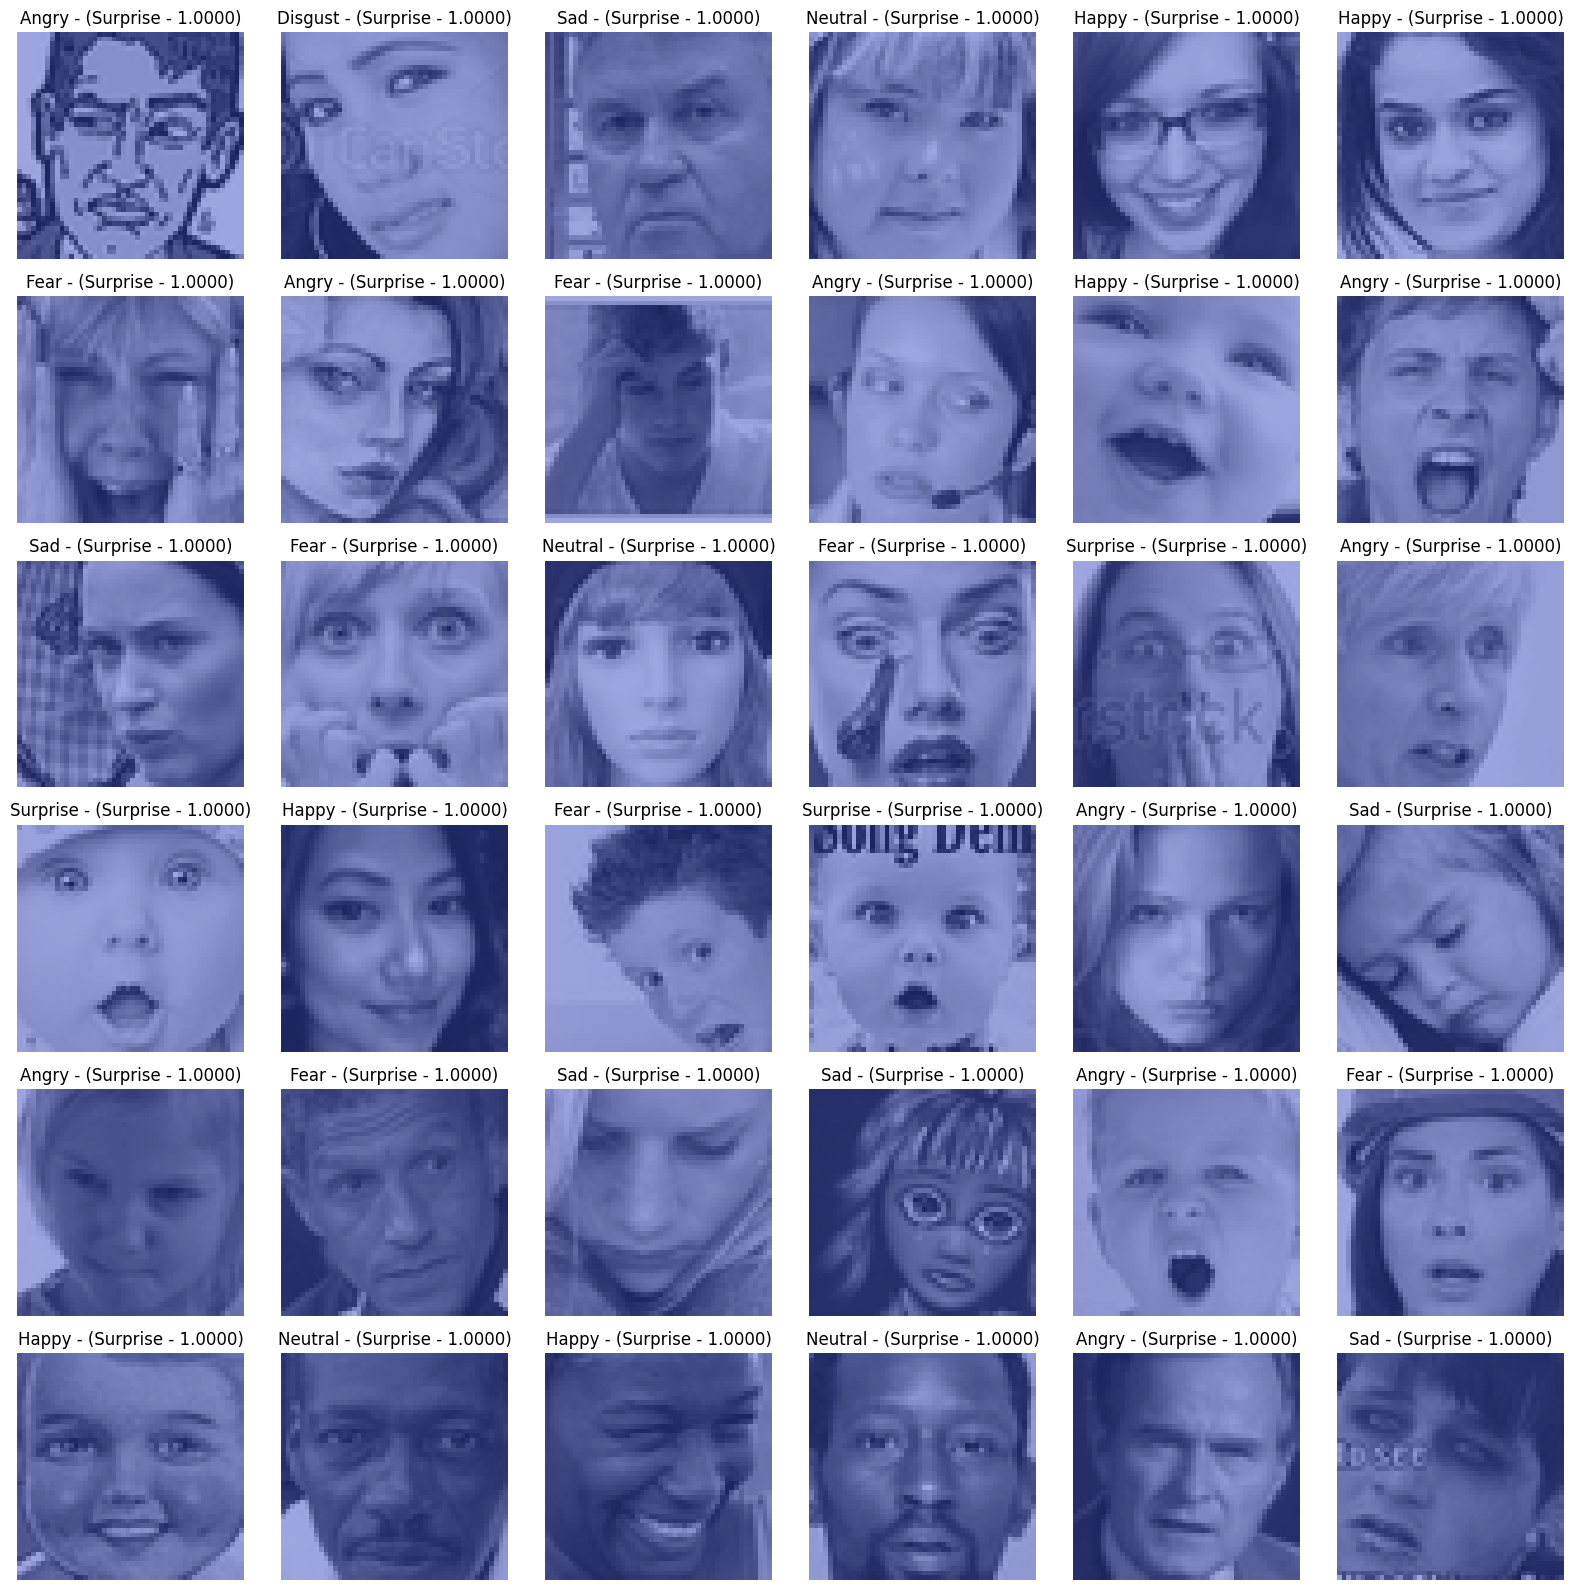 Angry - (Surprise - 1.0000) Disgust - (Surprise - 1.0000) Sad - (Surprise - 1.0000) Neutral - (Surprise - 1.0000) Happy - (Surprise - 1.0000) Happy - (Surprise - 1.0000)
Fear - (Surprise - 1.0000) Angry - (Surprise - 1.0000) Fear - (Surprise - 1.0000) Angry - (Surprise - 1.0000) Happy - (Surprise - 1.0000) Angry - (Surprise - 1.0000)
Sad - (Surprise - 1.0000) Fear - (Surprise - 1.0000) Neutral - (Surprise - 1.0000) Fear - (Surprise - 1.0000) Surprise - (Surprise - 1.0000) Angry - (Surprise - 1.0000)
rstock
Surprise - (Surprise - 1.0000) Happy - (Surprise - 1.0000) Fear - (Surprise - 1.0000) Surprise - (Surprise - 1.0000) Angry - (Surprise - 1.0000) Sad - (Surprise - 1.0000)
Angry - (Surprise - 1.0000) Fear - (Surprise - 1.0000) Sad - (Surprise - 1.0000) Sad - (Surprise - 1.0000) Angry - (Surprise - 1.0000) Fear - (Surprise - 1.0000)
Happy - (Surprise - 1.0000) Neutral - (Surprise - 1.0000) Happy - (Surprise - 1.0000) Neutral - (Surprise - 1.0000) Angry - (Surprise - 1.0000) Sad - (Surprise - 1.0000)